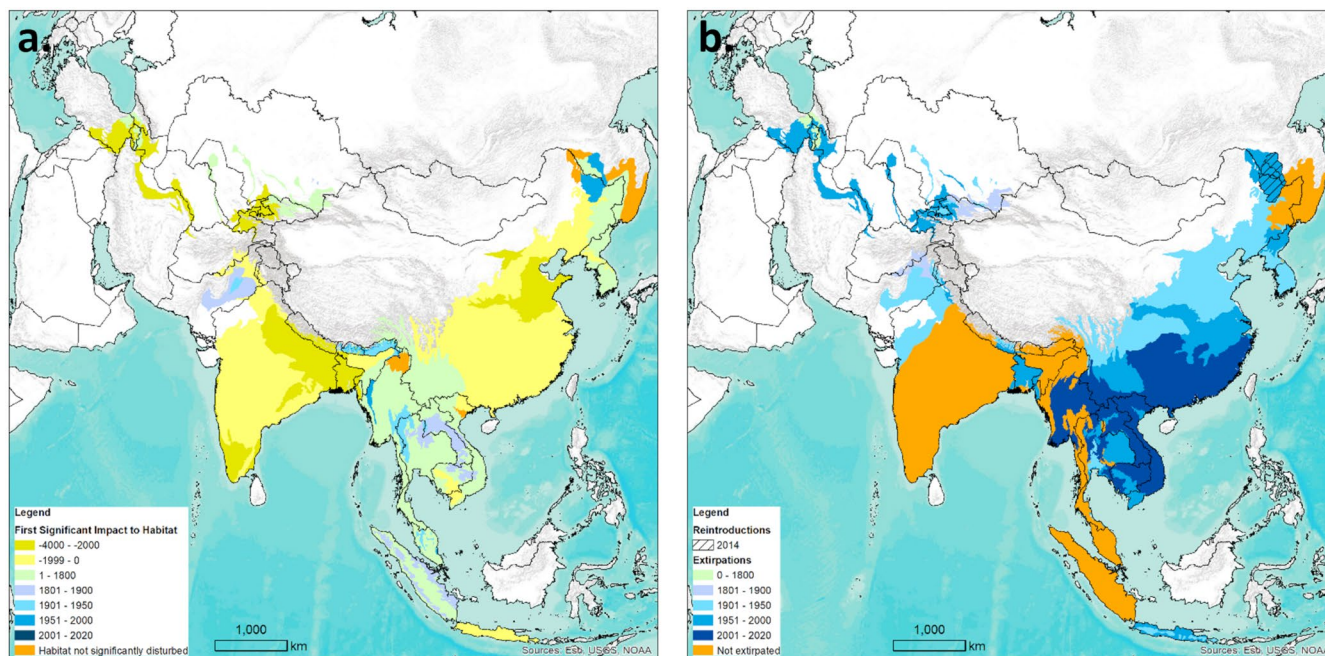 a.
Legend
First Significant Impact to Habitat
-4000 - -2000
-1999 - 0
1 - 1800
1801 - 1900
1901 - 1950
1951 - 2000
2001 - 2020
Habitat not significantly disturbed
1,000
km
Sources: Esri, USGS, NOAA
b.
Legend
Reintroductions
2014
Extirpations
0 - 1800
1801 - 1900
1901 - 1950
1951 - 2000
2001 - 2020
Not extirpated
1,000
km
Sources: Esri, USGS, NOAA